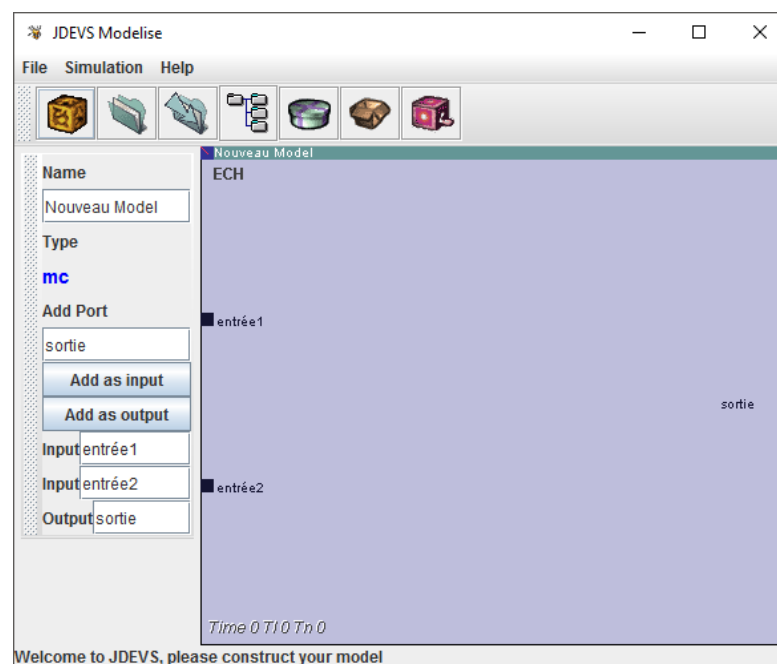 JDEVS Modelise
File Simulation Help
Name
Nouveau Model
Type
mc
Add Port
sortie
Add as input
Add as output
Input entrée1
Input entrée2
Output sortie
Nouveau Model
ECH
entrée1
sortie
entrée2
Time 0 Tl 0 Tn 0
Welcome to JDEVS, please construct your model